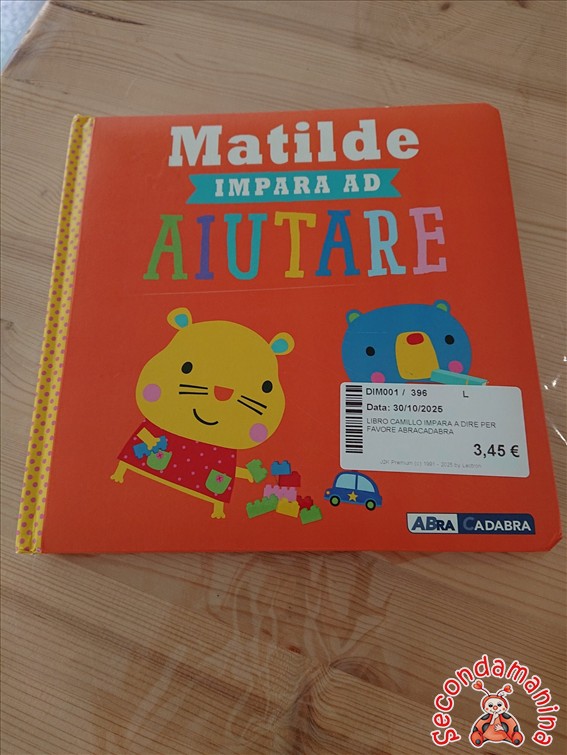 Matilde
IMPARA AD
AIUTARE
DIM001 / 396 L
Data: 30/10/2025
LIBRO CAMILLO IMPARA A DIRE PER
FAVORE ABRACADABRA
3,45 €
ABRA CADABRA
Secondamanina